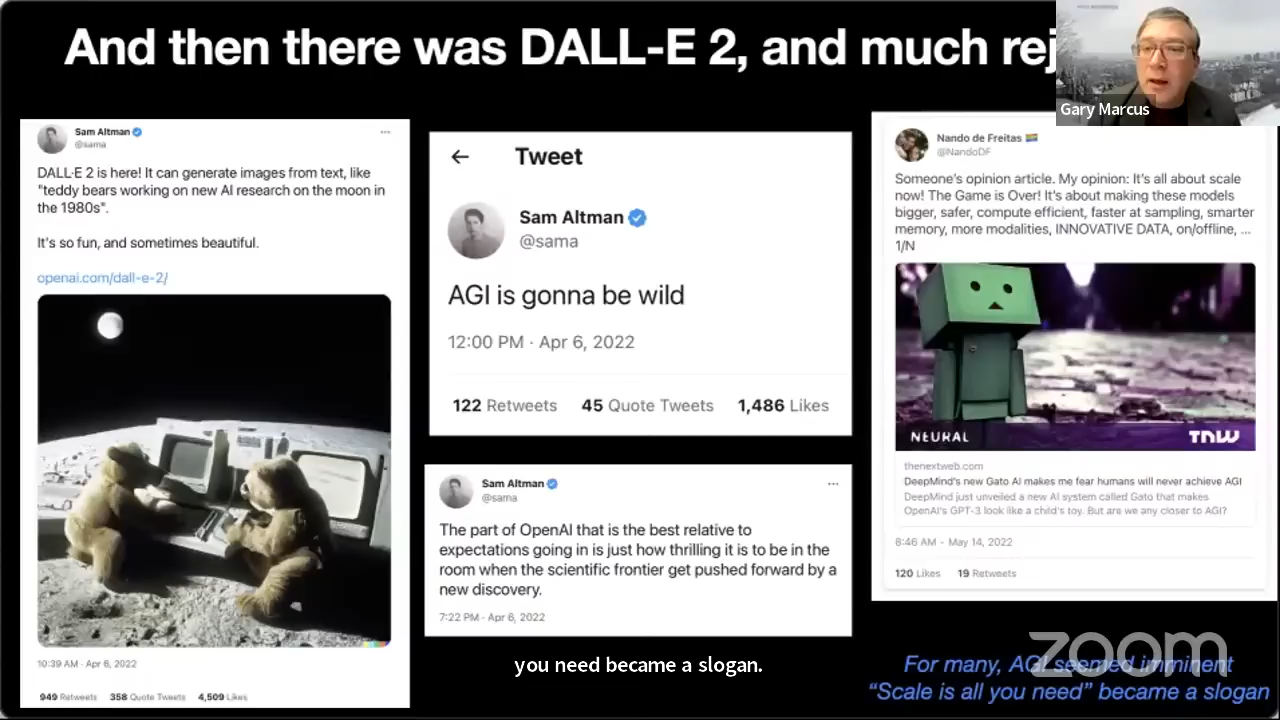 And then there was DALL-E 2, and much rej
Gary Marcus
Sam Altman
@sama
DALL·E 2 is here! It can generate images from text, like
"teddy bears working on new AI research on the moon in
the 1980s".
It's so fun, and sometimes beautiful.
openai.com/dall-e-2/
10:39 AM · Apr 6, 2022
949 Retweets 358 Quote Tweets 4,509 Likes
Tweet
Sam Altman
@sama
AGI is gonna be wild
12:00 PM · Apr 6, 2022
122 Retweets 45 Quote Tweets 1,486 Likes
Sam Altman
@sama
The part of OpenAI that is the best relative to
expectations going in is just how thrilling it is to be in the
room when the scientific frontier get pushed forward by a
new discovery.
7:22 PM · Apr 6, 2022
Nando de Freitas
@NandoDF
Someone's opinion article. My opinion: It's all about scale
now! The Game is Over! It's about making these models
bigger, safer, compute efficient, faster at sampling, smarter
memory, more modalities, INNOVATIVE DATA, on/offline, ...
1/N
NEURAL
TNW
thenextweb.com
DeepMind's new Gato AI makes me fear humans will never achieve AGI
DeepMind just unveiled a new AI system called Gato that makes
OpenAI's GPT-3 look like a child's toy. But are we any closer to AGI?
8:46 AM · May 14, 2022
120 Likes 19 Retweets
you need became a slogan.
zoom
For many, AGI seemed imminent
“Scale is all you need” became a slogan